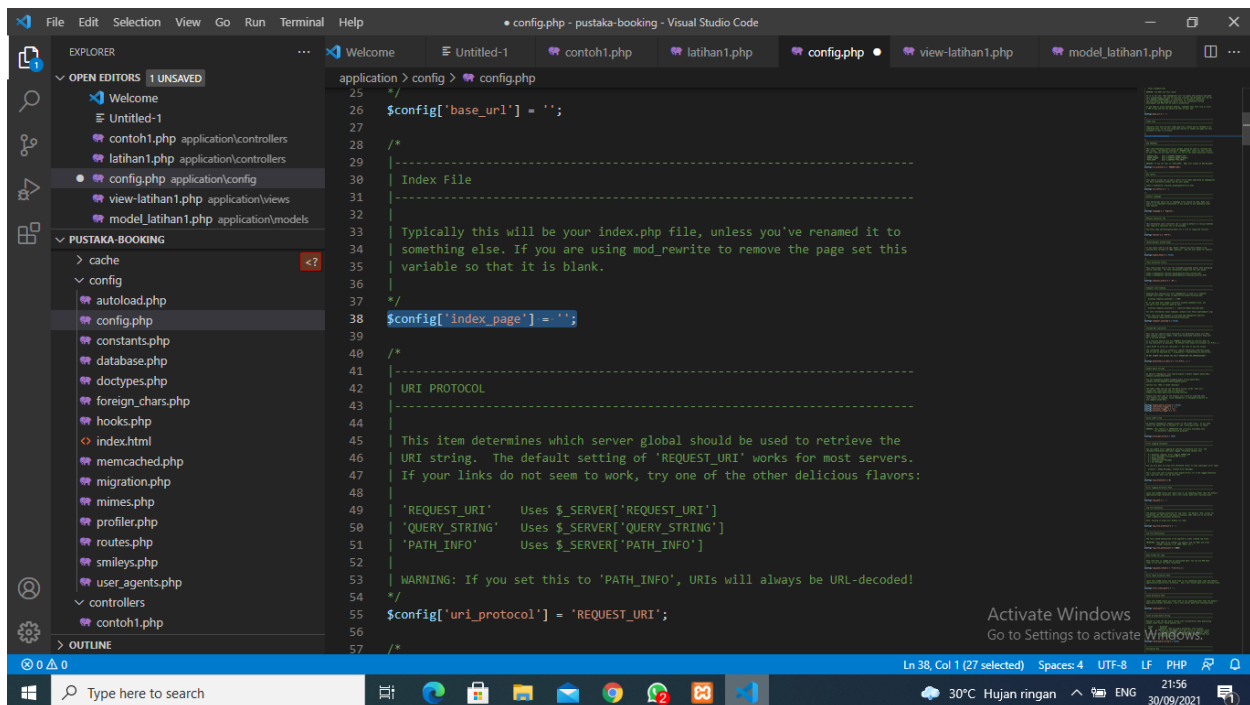 File Edit Selection View Go Run Terminal Help
● config.php - pustaka-booking - Visual Studio Code
EXPLORER
OPEN EDITORS 1 UNSAVED
Welcome
Untitled-1
contoh1.php application\controllers
latihan1.php application\controllers
● config.php application\config
view-latihan1.php application\views
model_latihan1.php application\models
PUSTAKA-BOOKING
> cache
config
autoload.php
config.php
constants.php
database.php
doctypes.php
foreign_chars.php
hooks.php
<> index.html
memcached.php
migration.php
mimes.php
profiler.php
routes.php
smileys.php
user_agents.php
controllers
contoh1.php
> OUTLINE
1
<?
Welcome Untitled-1 contoh1.php latihan1.php config.php ● view-latihan1.php model_latihan1.php
application > config > config.php
25 */
26 $config['base_url'] = '';
27
28 /*
29 |--------------------------------------------------------------------------
30 | Index File
31 |--------------------------------------------------------------------------
32 |
33 | Typically this will be your index.php file, unless you've renamed it to
34 | something else. If you are using mod_rewrite to remove the page set this
35 | variable so that it is blank.
36 |
37 */
38 $config['index_page'] = '';
39
40 /*
41 |--------------------------------------------------------------------------
42 | URI PROTOCOL
43 |--------------------------------------------------------------------------
44 |
45 | This item determines which server global should be used to retrieve the
46 | URI string.  The default setting of 'REQUEST_URI' works for most servers.
47 | If your links do not seem to work, try one of the other delicious flavors:
48 |
49 | 'REQUEST_URI'    Uses $_SERVER['REQUEST_URI']
50 | 'QUERY_STRING'   Uses $_SERVER['QUERY_STRING']
51 | 'PATH_INFO'      Uses $_SERVER['PATH_INFO']
52 |
53 | WARNING: If you set this to 'PATH_INFO', URIs will always be URL-decoded!
54 */
55 $config['uri_protocol'] = 'REQUEST_URI';
56
57 /*
Activate Windows
Go to Settings to activate Windows.
0 0
Ln 38, Col 1 (27 selected) Spaces: 4 UTF-8 LF PHP
Type here to search
2
30°C Hujan ringan ENG
21:56
30/09/2021
1